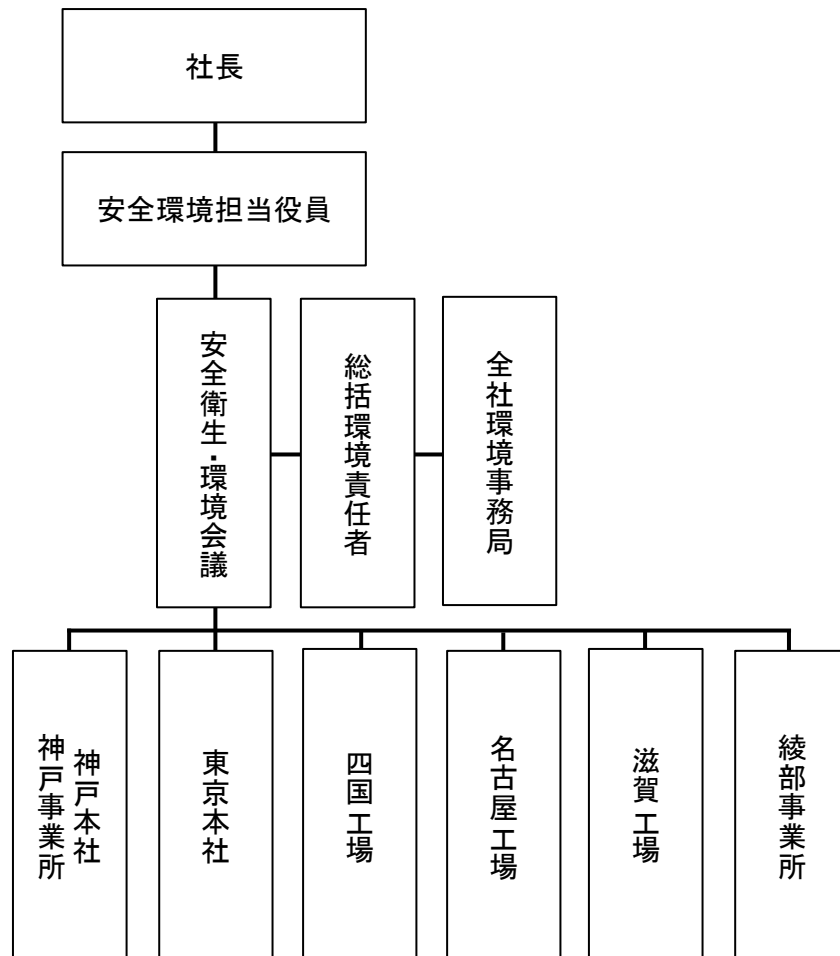 社長
安全環境担当役員
安全衛生・環境会議
総括環境責任者
全社環境事務局
神戸本社
神戸事業所
東京本社
四国工場
名古屋工場
滋賀工場
綾部事業所